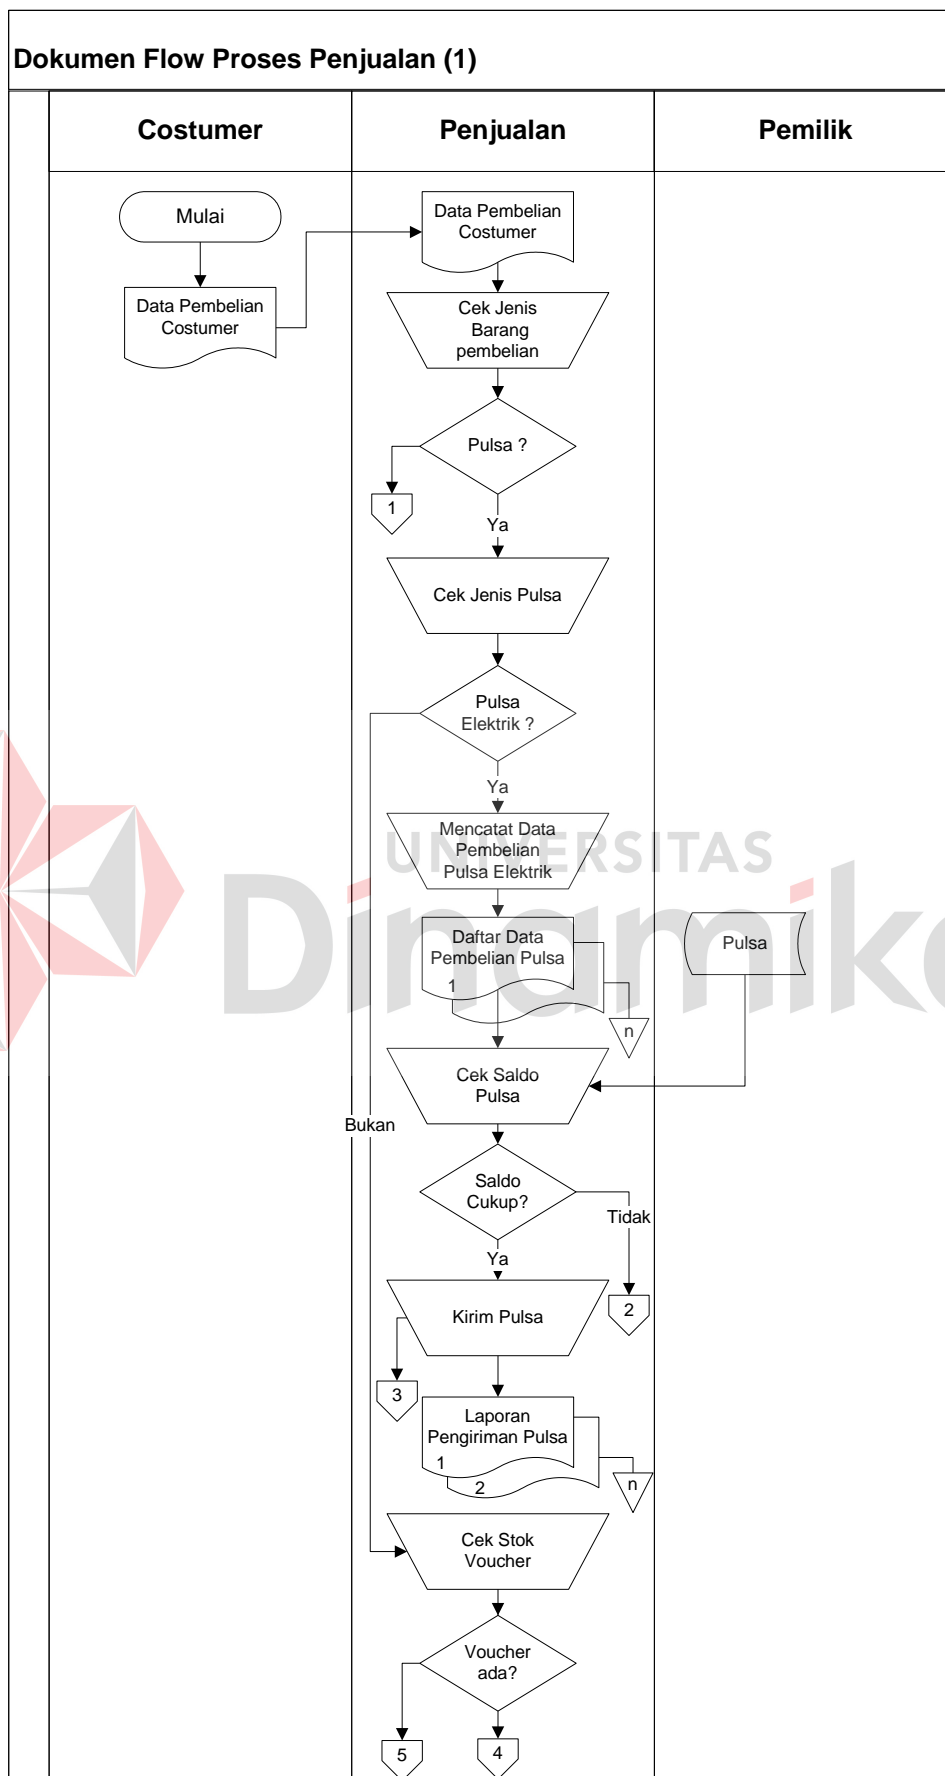 Dokumen Flow Proses Penjualan (1)
Costumer
Penjualan
Pemilik
Mulai
Data Pembelian
Costumer
Data Pembelian
Costumer
Cek Jenis
Barang
pembelian
Pulsa ?
1
Ya
Cek Jenis Pulsa
Pulsa
Elektrik ?
Ya
Mencatat Data
Pembelian
Pulsa Elektrik
UNIVERSITAS
Dinamika
Daftar Data
Pembelian Pulsa
1
n
Pulsa
Cek Saldo
Pulsa
Bukan
Saldo
Cukup?
Tidak
Ya
2
Kirim Pulsa
3
Laporan
Pengiriman Pulsa
1
2
n
Cek Stok
Voucher
Voucher
ada?
5
4